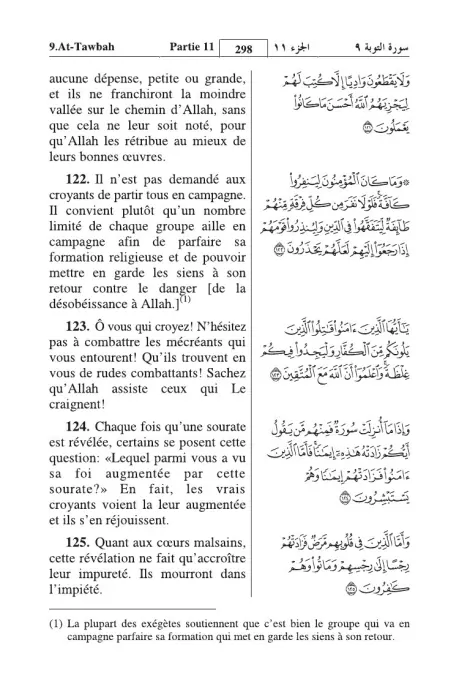 9.At-Tawbah Partie 11 298 الجزء ١١ سورة التوبة ٩
aucune dépense, petite ou grande,
et ils ne franchiront la moindre
vallée sur le chemin d’Allah, sans
que cela ne leur soit noté, pour
qu’Allah les rétribue au mieux de
leurs bonnes œuvres.
122. Il n’est pas demandé aux
croyants de partir tous en campagne.
Il convient plutôt qu’un nombre
limité de chaque groupe aille en
campagne afin de parfaire sa
formation religieuse et de pouvoir
mettre en garde les siens à son
retour contre le danger [de la
désobéissance à Allah.](1)
123. Ô vous qui croyez! N’hésitez
pas à combattre les mécréants qui
vous entourent! Qu’ils trouvent en
vous de rudes combattants! Sachez
qu’Allah assiste ceux qui Le
craignent!
124. Chaque fois qu’une sourate
est révélée, certains se posent cette
question: «Lequel parmi vous a vu
sa foi augmentée par cette
sourate?» En fait, les vrais
croyants voient la leur augmentée
et ils s’en réjouissent.
125. Quant aux cœurs malsains,
cette révélation ne fait qu’accroître
leur impureté. Ils mourront dans
l’impiété.
وَلَا يَقْطَعُونَ وَادِيًا إِلَّا كُتِبَ لَهُمْ
لِيَجْزِيَهُمُ ٱللَّهُ أَحْسَنَ مَا كَانُوا۟
يَعْمَلُونَ ١٢١
۞ وَمَا كَانَ ٱلْمُؤْمِنُونَ لِيَنفِرُوا۟
كَآفَّةً فَلَوْلَا نَفَرَ مِن كُلِّ فِرْقَةٍ مِّنْهُمْ
طَآئِفَةٌ لِّيَتَفَقَّهُوا۟ فِى ٱلدِّينِ وَلِيُنذِرُوا۟ قَوْمَهُمْ
إِذَا رَجَعُوٓا۟ إِلَيْهِمْ لَعَلَّهُمْ يَحْذَرُونَ ١٢٢
يَـٰٓأَيُّهَا ٱلَّذِينَ ءَامَنُوا۟ قَـٰتِلُوا۟ ٱلَّذِينَ
يَلُونَكُم مِّنَ ٱلْكُفَّارِ وَلْيَجِدُوا۟ فِيكُمْ
غِلْظَةً وَٱعْلَمُوٓا۟ أَنَّ ٱللَّهَ مَعَ ٱلْمُتَّقِينَ ١٢٣
وَإِذَا مَآ أُنزِلَتْ سُورَةٌ فَمِنْهُم مَّن يَقُولُ
أَيُّكُمْ زَادَتْهُ هَـٰذِهِۦٓ إِيمَـٰنًا فَأَمَّا ٱلَّذِينَ
ءَامَنُوا۟ فَزَادَتْهُمْ إِيمَـٰنًا وَهُمْ
يَسْتَبْشِرُونَ ١٢٤
وَأَمَّا ٱلَّذِينَ فِى قُلُوبِهِم مَّرَضٌ فَزَادَتْهُمْ
رِجْسًا إِلَىٰ رِجْسِهِمْ وَمَاتُوا۟ وَهُمْ
كَـٰفِرُونَ ١٢٥
(1) La plupart des exégètes soutiennent que c’est bien le groupe qui va en
campagne parfaire sa formation qui met en garde les siens à son retour.